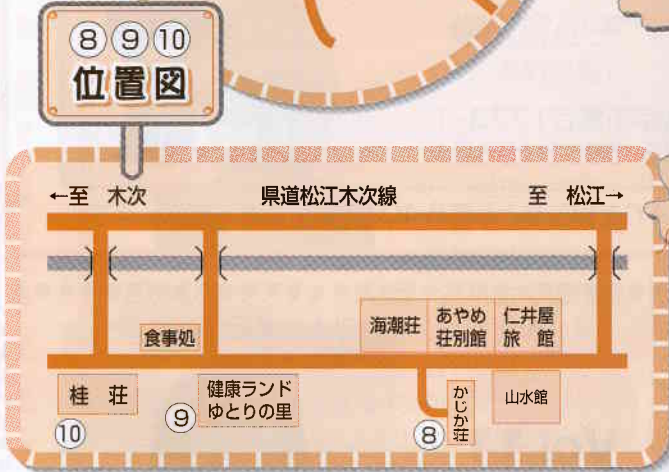 ⑧⑨⑩
位置図
←至 木次
県道松江木次線
至 松江→
食事処
海潮荘
あやめ
荘別館
仁井屋
旅 館
桂 荘
⑩
⑨
健康ランド
ゆとりの里
⑧
かじか荘
山水館